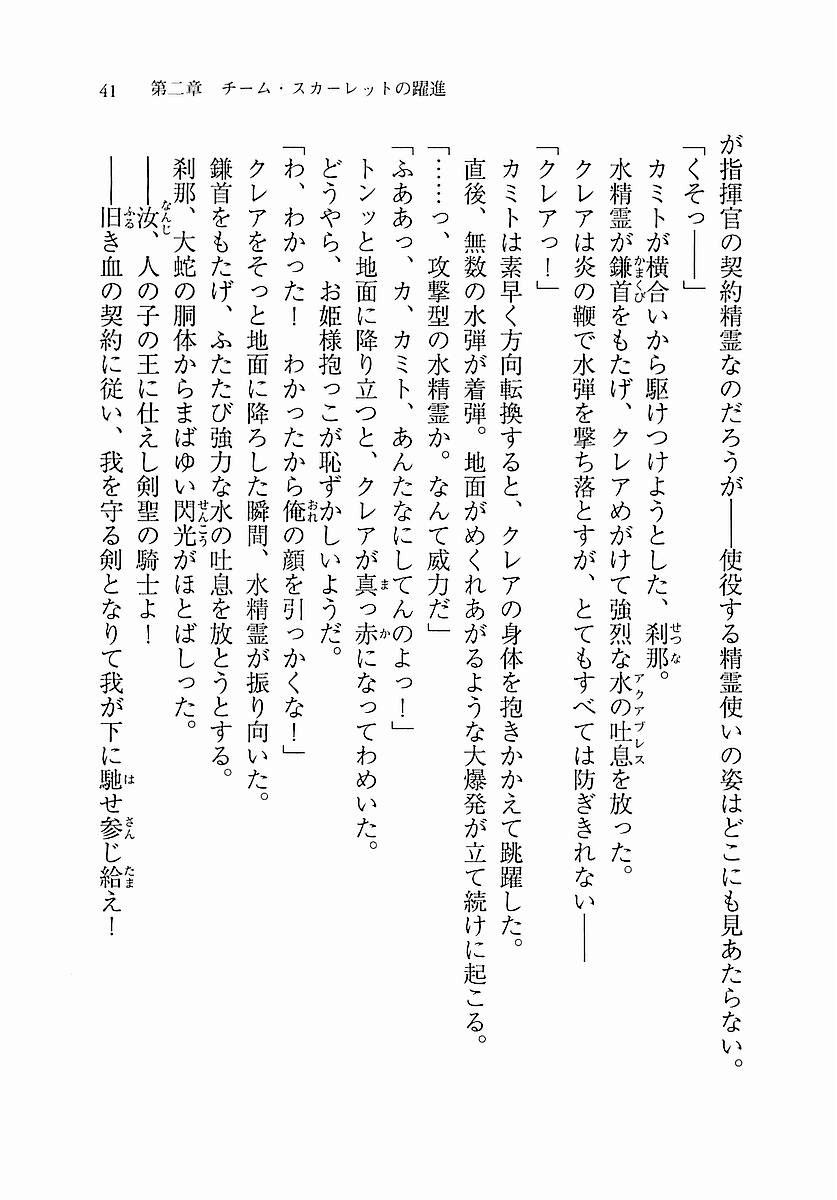 41　第二章　チーム・スカーレットの躍進
が指揮官の契約精霊なのだろうが――使役する精霊使いの姿はどこにも見あたらない。
「くそっ――」
カミトが横合いから駆けつけようとした、刹那。
水精霊が鎌首をもたげ、クレアめがけて強烈な水の吐息を放った。
クレアは炎の鞭で水弾を撃ち落とすが、とてもすべては防ぎきれない――
「クレアっ！」
カミトは素早く方向転換すると、クレアの身体を抱きかかえて跳躍した。
直後、無数の水弾が着弾。地面がめくれあがるような大爆発が立て続けに起こる。
「……っ、攻撃型の水精霊か。なんて威力だ」
「ふああっ、カ、カミト、あんたなにしてんのよっ！」
トンッと地面に降り立つと、クレアが真っ赤になってわめいた。
どうやら、お姫様抱っこが恥ずかしいようだ。
「わ、わかった！　わかったから俺の顔を引っかくな！」
クレアをそっと地面に降ろした瞬間、水精霊が振り向いた。
鎌首をもたげ、ふたたび強力な水の吐息を放とうとする。
刹那、大蛇の胴体からまばゆい閃光がほとばしった。
――汝、人の子の王に仕えし剣聖の騎士よ！
――旧き血の契約に従い、我を守る剣となりて我が下に馳せ参じ給え！